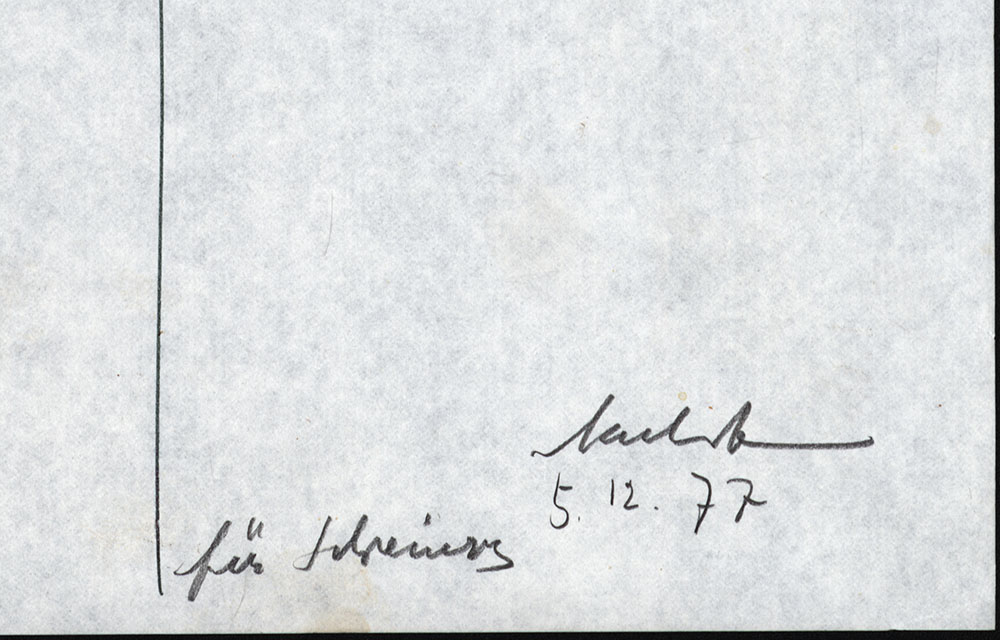 5. 12. 77
für Schreiners